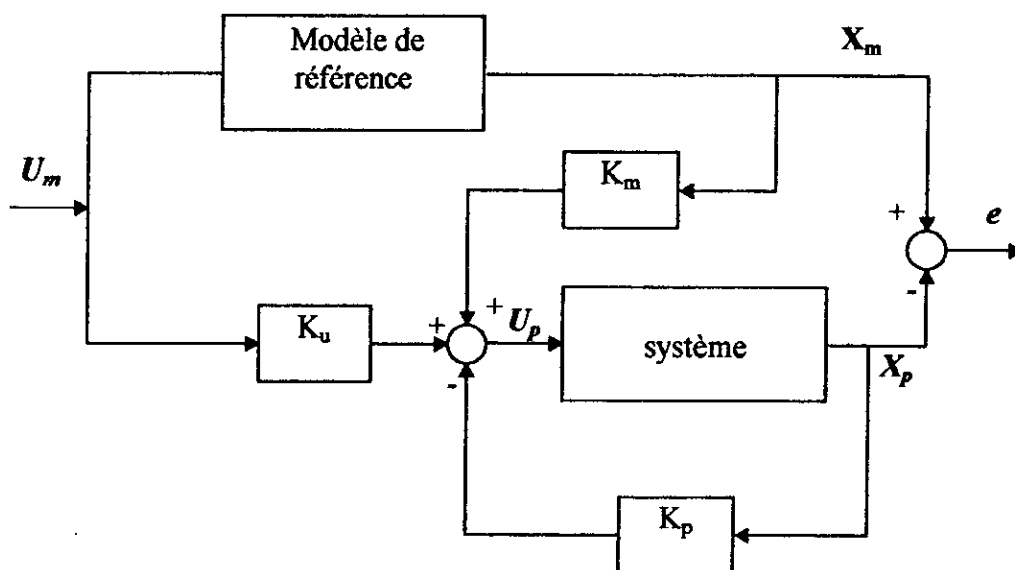 Modèle de
référence
X_m
U_m
K_m
+
e
-
+
U_p
+
K_u
système
-
X_p
K_p